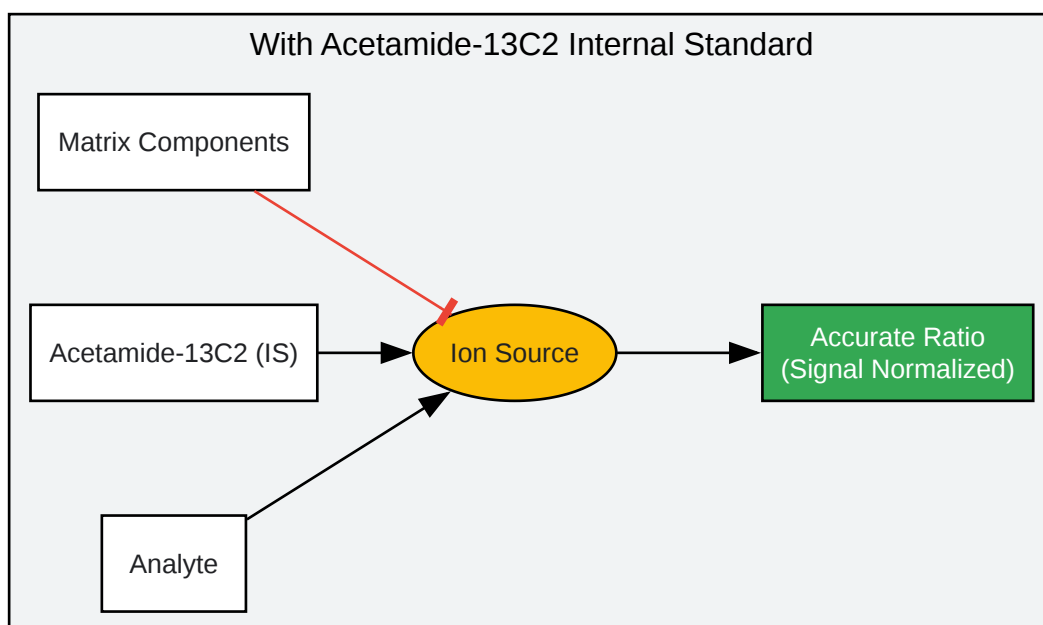 With Acetamide-13C2 Internal Standard
Matrix Components
Acetamide-13C2 (IS)
Ion Source
Accurate Ratio
(Signal Normalized)
Analyte